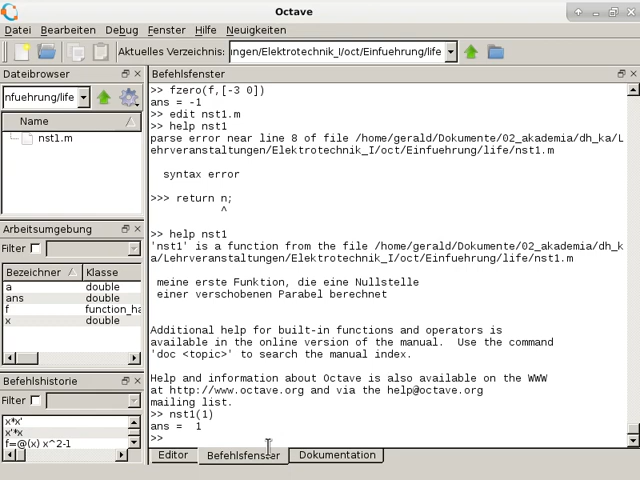 Octave
Datei Bearbeiten Debug Fenster Hilfe Neuigkeiten
Aktuelles Verzeichnis: ungen/Elektrotechnik_I/oct/Einfuehrung/life
Dateibrowser
nfuehrung/life
Name
nst1.m
Arbeitsumgebung
Filter
Bezeichner Klasse
a double
ans double
f function_ha
x double
Befehlshistorie
Filter
x*x'
x'*x
f=@(x) x^2-1
Befehlsfenster
>> fzero(f,[-3 0])
ans = -1
>> edit nst1.m
>> help nst1
parse error near line 8 of file /home/gerald/Dokumente/02_akademia/dh_ka/L
ehrveranstaltungen/Elektrotechnik_I/oct/Einfuehrung/life/nst1.m
syntax error
>>> return n;
^
>> help nst1
'nst1' is a function from the file /home/gerald/Dokumente/02_akademia/dh_k
a/Lehrveranstaltungen/Elektrotechnik_I/oct/Einfuehrung/life/nst1.m
meine erste Funktion, die eine Nullstelle
einer verschobenen Parabel berechnet
Additional help for built-in functions and operators is
available in the online version of the manual.  Use the command
'doc <topic>' to search the manual index.
Help and information about Octave is also available on the WWW
at http://www.octave.org and via the help@octave.org
mailing list.
>> nst1(1)
ans =  1
>>
Editor Befehlsfenster Dokumentation